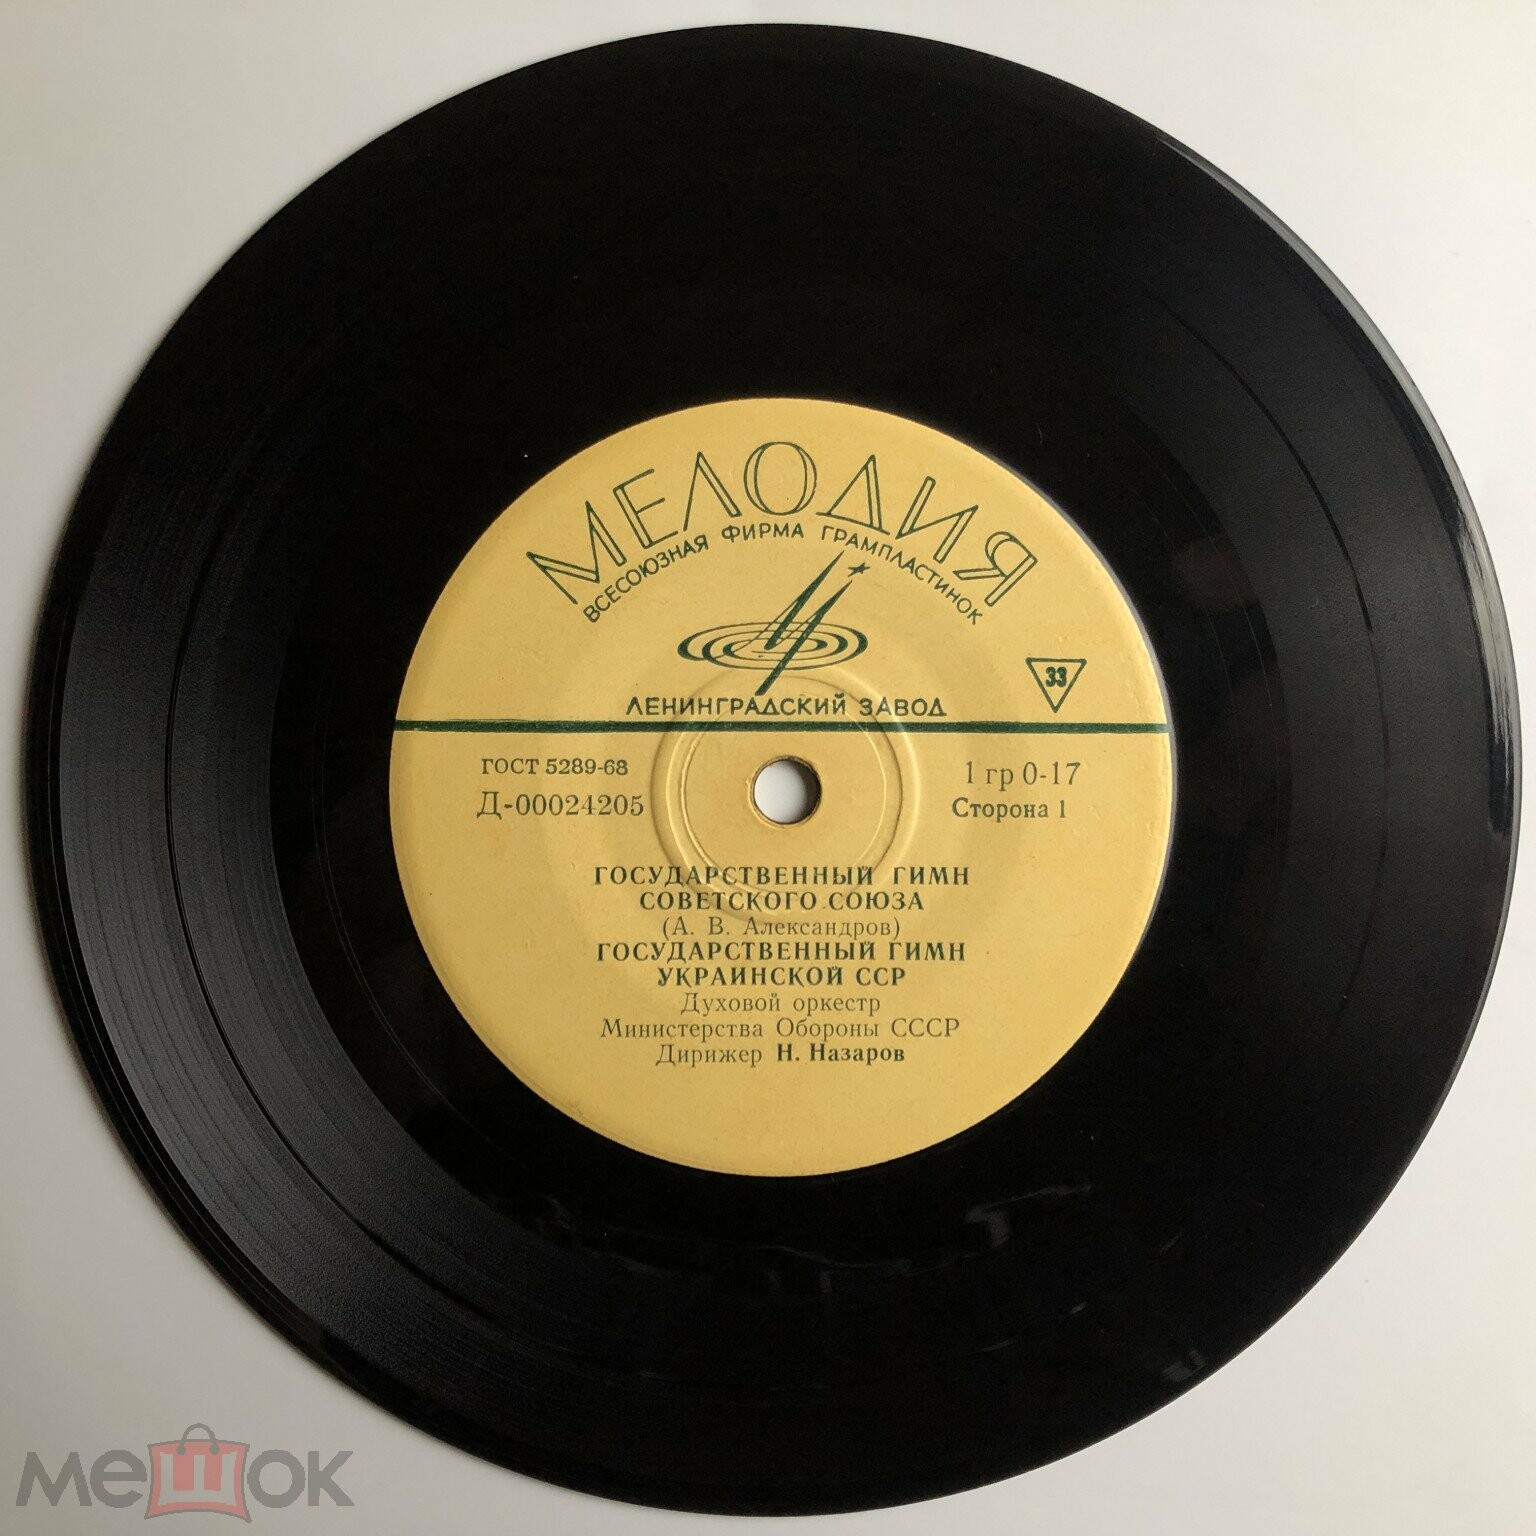 МЕЛОДИЯ
ВСЕСОЮЗНАЯ ФИРМА ГРАМПЛАСТИНОК
33
ЛЕНИНГРАДСКИЙ ЗАВОД
ГОСТ 5289-68
1 гр 0-17
Д-00024205
Сторона 1
ГОСУДАРСТВЕННЫЙ ГИМН
СОВЕТСКОГО СОЮЗА
(А. В. Александров)
ГОСУДАРСТВЕННЫЙ ГИМН
УКРАИНСКОЙ ССР
Духовой оркестр
Министерства Обороны СССР
Дирижер Н. Назаров
мешок